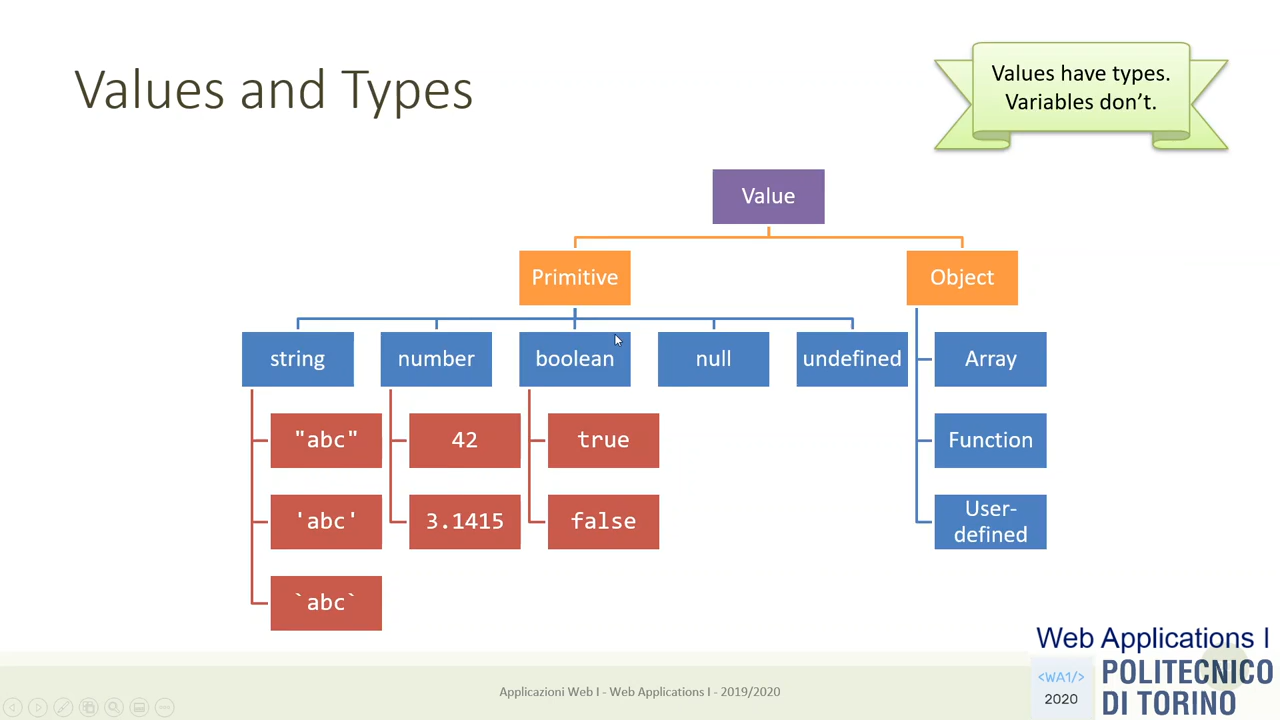 Values and Types
Values have types.
Variables don't.
Value
Primitive
Object
string
number
boolean
null
undefined
Array
"abc"
42
true
Function
'abc'
3.1415
false
User-
defined
`abc`
Web Applications I
Applicazioni Web I - Web Applications I - 2019/2020
<WA1/>
2020
POLITECNICO
DI TORINO